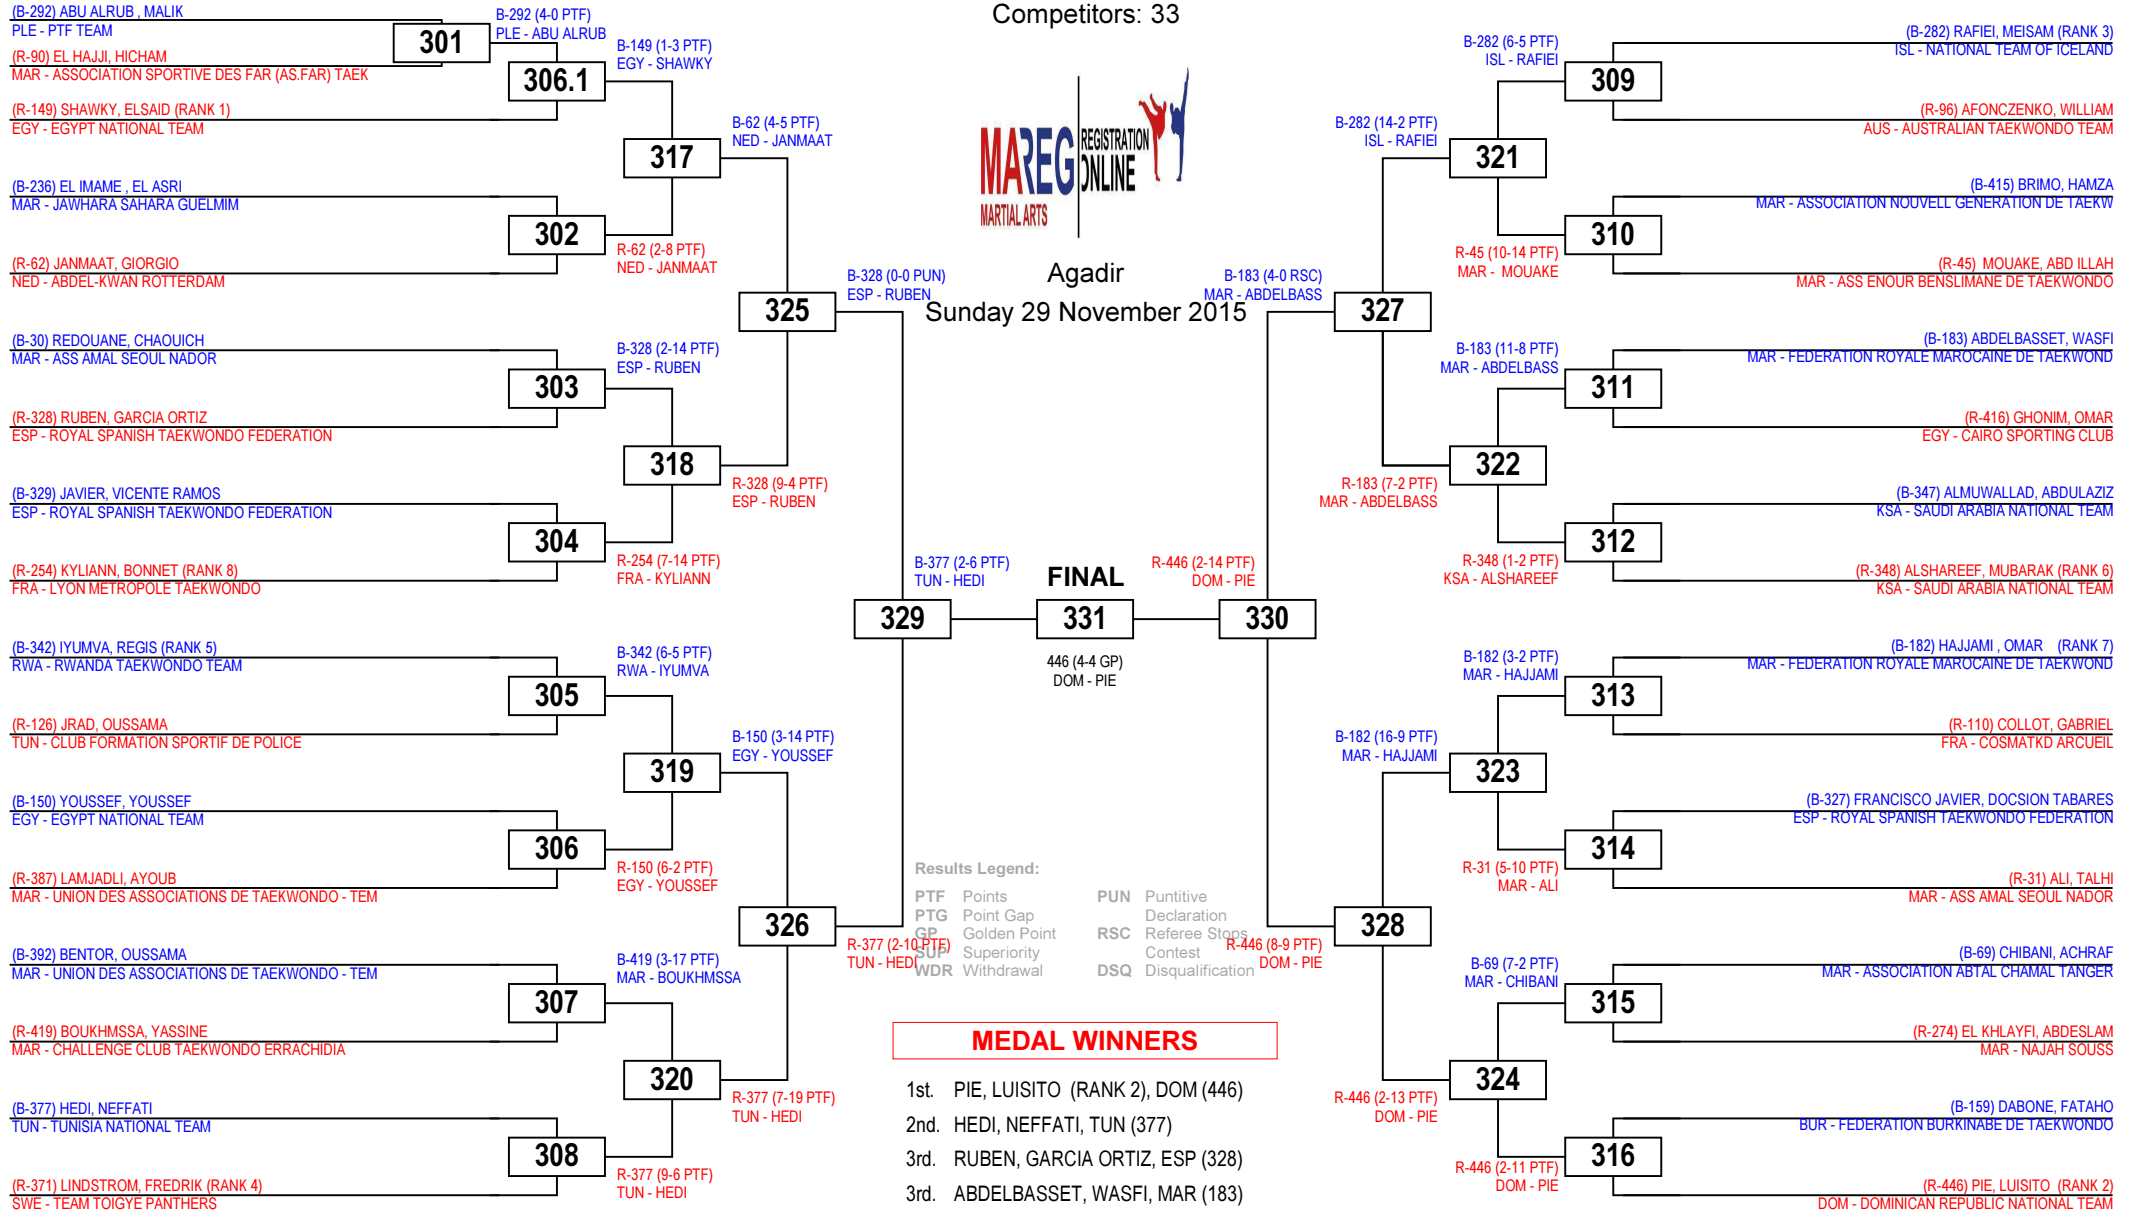 Competitors: 33
MAREG
MARTIAL ARTS
REGISTRATION
ONLINE
Agadir
Sunday 29 November 2015
(B-292) ABU ALRUB , MALIK
PLE - PTF TEAM
(R-90) EL HAJJI, HICHAM
MAR - ASSOCIATION SPORTIVE DES FAR (AS.FAR) TAEK
(R-149) SHAWKY, ELSAID (RANK 1)
EGY - EGYPT NATIONAL TEAM
(B-236) EL IMAME , EL ASRI
MAR - JAWHARA SAHARA GUELMIM
(R-62) JANMAAT, GIORGIO
NED - ABDEL-KWAN ROTTERDAM
(B-30) REDOUANE, CHAOUICH
MAR - ASS AMAL SEOUL NADOR
(R-328) RUBEN, GARCIA ORTIZ
ESP - ROYAL SPANISH TAEKWONDO FEDERATION
(B-329) JAVIER, VICENTE RAMOS
ESP - ROYAL SPANISH TAEKWONDO FEDERATION
(R-254) KYLIANN, BONNET (RANK 8)
FRA - LYON METROPOLE TAEKWONDO
(B-342) IYUMVA, REGIS (RANK 5)
RWA - RWANDA TAEKWONDO TEAM
(R-126) JRAD, OUSSAMA
TUN - CLUB FORMATION SPORTIF DE POLICE
(B-150) YOUSSEF, YOUSSEF
EGY - EGYPT NATIONAL TEAM
(R-387) LAMJADLI, AYOUB
MAR - UNION DES ASSOCIATIONS DE TAEKWONDO - TEM
(B-392) BENTOR, OUSSAMA
MAR - UNION DES ASSOCIATIONS DE TAEKWONDO - TEM
(R-419) BOUKHMSSA, YASSINE
MAR - CHALLENGE CLUB TAEKWONDO ERRACHIDIA
(B-377) HEDI, NEFFATI
TUN - TUNISIA NATIONAL TEAM
(R-371) LINDSTROM, FREDRIK (RANK 4)
SWE - TEAM TOIGYE PANTHERS
301
B-292 (4-0 PTF)
PLE - ABU ALRUB
306.1
302
303
304
305
306
307
308
B-149 (1-3 PTF)
EGY - SHAWKY
317
R-62 (2-8 PTF)
NED - JANMAAT
B-328 (2-14 PTF)
ESP - RUBEN
318
R-254 (7-14 PTF)
FRA - KYLIANN
B-342 (6-5 PTF)
RWA - IYUMVA
319
R-150 (6-2 PTF)
EGY - YOUSSEF
B-419 (3-17 PTF)
MAR - BOUKHMSSA
320
R-377 (9-6 PTF)
TUN - HEDI
B-62 (4-5 PTF)
NED - JANMAAT
325
R-328 (9-4 PTF)
ESP - RUBEN
B-150 (3-14 PTF)
EGY - YOUSSEF
326
R-377 (7-19 PTF)
TUN - HEDI
B-328 (0-0 PUN)
ESP - RUBEN
329
R-377 (2-10 PTF)
TUN - HEDI
B-377 (2-6 PTF)
TUN - HEDI
FINAL
331
446 (4-4 GP)
DOM - PIE
R-446 (2-14 PTF)
DOM - PIE
330
B-183 (4-0 RSC)
MAR - ABDELBASS
R-446 (8-9 PTF)
DOM - PIE
B-282 (14-2 PTF)
ISL - RAFIEI
327
R-183 (7-2 PTF)
MAR - ABDELBASS
B-182 (16-9 PTF)
MAR - HAJJAMI
328
R-446 (2-13 PTF)
DOM - PIE
B-282 (6-5 PTF)
ISL - RAFIEI
321
R-45 (10-14 PTF)
MAR - MOUAKE
B-183 (11-8 PTF)
MAR - ABDELBASS
322
R-348 (1-2 PTF)
KSA - ALSHAREEF
B-182 (3-2 PTF)
MAR - HAJJAMI
323
R-31 (5-10 PTF)
MAR - ALI
B-69 (7-2 PTF)
MAR - CHIBANI
324
R-446 (2-11 PTF)
DOM - PIE
309
310
311
312
313
314
315
316
(B-282) RAFIEI, MEISAM (RANK 3)
ISL - NATIONAL TEAM OF ICELAND
(R-96) AFONCZENKO, WILLIAM
AUS - AUSTRALIAN TAEKWONDO TEAM
(B-415) BRIMO, HAMZA
MAR - ASSOCIATION NOUVELL GENERATION DE TAEKW
(R-45) MOUAKE, ABD ILLAH
MAR - ASS ENOUR BENSLIMANE DE TAEKWONDO
(B-183) ABDELBASSET, WASFI
MAR - FEDERATION ROYALE MAROCAINE DE TAEKWOND
(R-416) GHONIM, OMAR
EGY - CAIRO SPORTING CLUB
(B-347) ALMUWALLAD, ABDULAZIZ
KSA - SAUDI ARABIA NATIONAL TEAM
(R-348) ALSHAREEF, MUBARAK (RANK 6)
KSA - SAUDI ARABIA NATIONAL TEAM
(B-182) HAJJAMI , OMAR (RANK 7)
MAR - FEDERATION ROYALE MAROCAINE DE TAEKWOND
(R-110) COLLOT, GABRIEL
FRA - COSMATKD ARCUEIL
(B-327) FRANCISCO JAVIER, DOCSION TABARES
ESP - ROYAL SPANISH TAEKWONDO FEDERATION
(R-31) ALI, TALHI
MAR - ASS AMAL SEOUL NADOR
(B-69) CHIBANI, ACHRAF
MAR - ASSOCIATION ABTAL CHAMAL TANGER
(R-274) EL KHLAYFI, ABDESLAM
MAR - NAJAH SOUSS
(B-159) DABONE, FATAHO
BUR - FEDERATION BURKINABE DE TAEKWONDO
(R-446) PIE, LUISITO (RANK 2)
DOM - DOMINICAN REPUBLIC NATIONAL TEAM
Results Legend:
PTF Points
PTG Point Gap
GP Golden Point
SUP Superiority
WDR Withdrawal
PUN Puntitive
Declaration
RSC Referee Stops
Contest
DSQ Disqualification
MEDAL WINNERS
1st. PIE, LUISITO (RANK 2), DOM (446)
2nd. HEDI, NEFFATI, TUN (377)
3rd. RUBEN, GARCIA ORTIZ, ESP (328)
3rd. ABDELBASSET, WASFI, MAR (183)